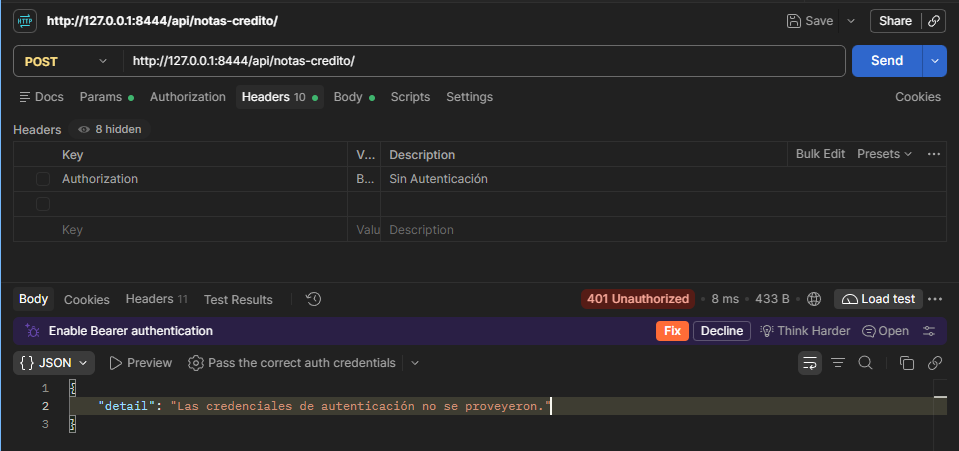 HTTP http://127.0.0.1:8444/api/notas-credito/ Save Share
POST http://127.0.0.1:8444/api/notas-credito/ Send
Docs Params Authorization Headers 10 Body Scripts Settings Cookies
Headers 8 hidden
Key V... Description Bulk Edit Presets ...
Authorization B... Sin Autenticación
Key Valu Description
Body Cookies Headers 11 Test Results 401 Unauthorized • 8 ms • 433 B • Load test ...
Enable Bearer authentication Fix Decline Think Harder Open
{} JSON Preview Pass the correct auth credentials
1 {
2 "detail": "Las credenciales de autenticación no se proveyeron."
3 }